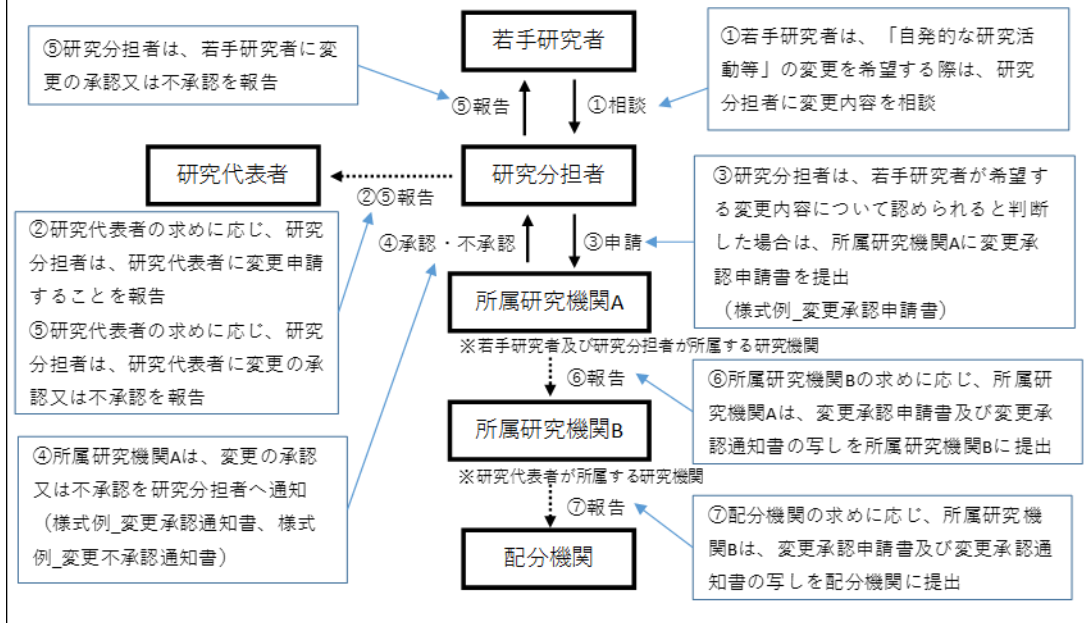 若手研究者
⑤研究分担者は、若手研究者に変
更の承認又は不承認を報告
①若手研究者は、「自発的な研究活
動等」の変更を希望する際は、研究
分担者に変更内容を相談
⑤報告
①相談
研究代表者
研究分担者
②⑤報告
③研究分担者は、若手研究者が希望す
る変更内容について認められると判断
した場合は、所属研究機関Aに変更承
認申請書を提出
（様式例_変更承認申請書）
②研究代表者の求めに応じ、研究
分担者は、研究代表者に変更申請
することを報告
⑤研究代表者の求めに応じ、研究
分担者は、研究代表者に変更の承
認又は不承認を報告
④承認・不承認
③申請
所属研究機関A
※若手研究者及び研究分担者が所属する研究機関
⑥報告
⑥所属研究機関Bの求めに応じ、所属研
究機関Aは、変更承認申請書及び変更承
認通知書の写しを所属研究機関Bに提出
所属研究機関B
※研究代表者が所属する研究機関
④所属研究機関Aは、変更の承認
又は不承認を研究分担者へ通知
（様式例_変更承認通知書、様式
例_変更不承認通知書）
⑦報告
⑦配分機関の求めに応じ、所属研究機
関Bは、変更承認申請書及び変更承認通
知書の写しを配分機関に提出
配分機関